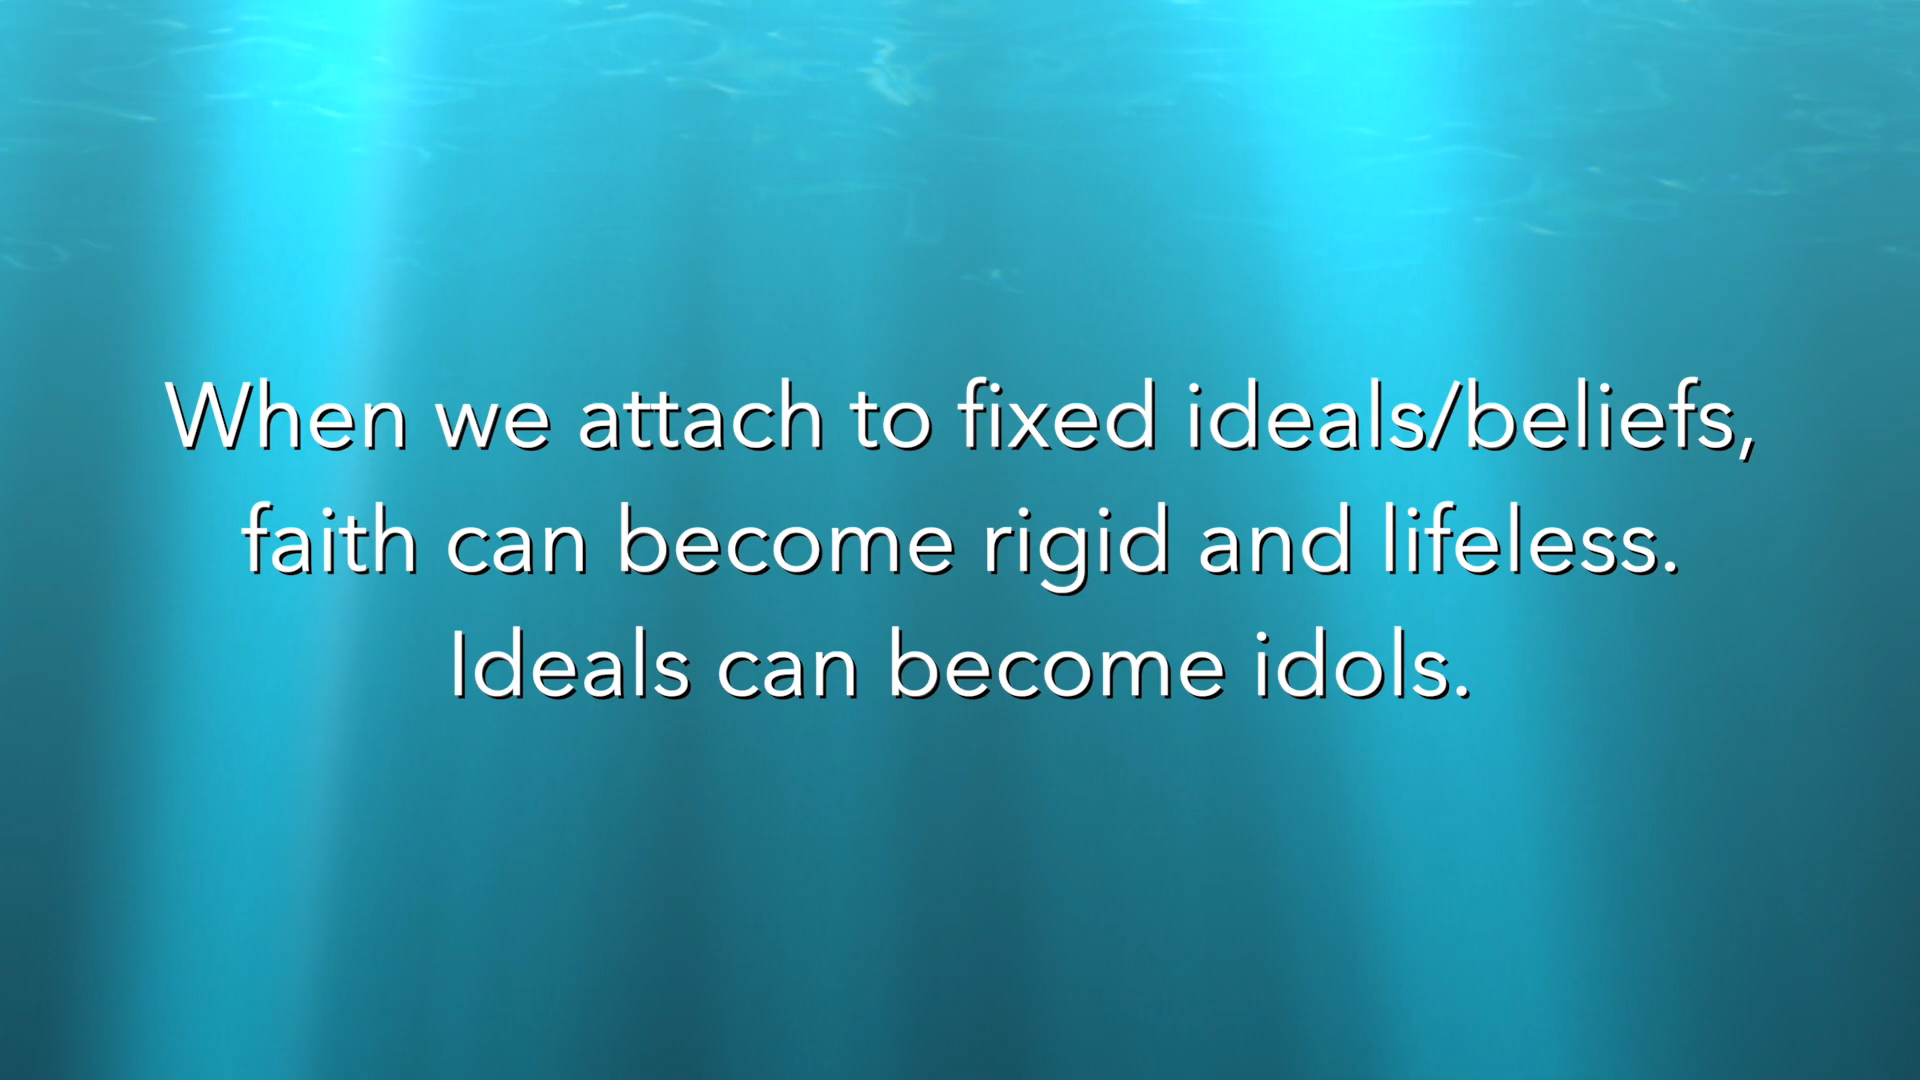 When we attach to fixed ideals/beliefs,
faith can become rigid and lifeless.
Ideals can become idols.